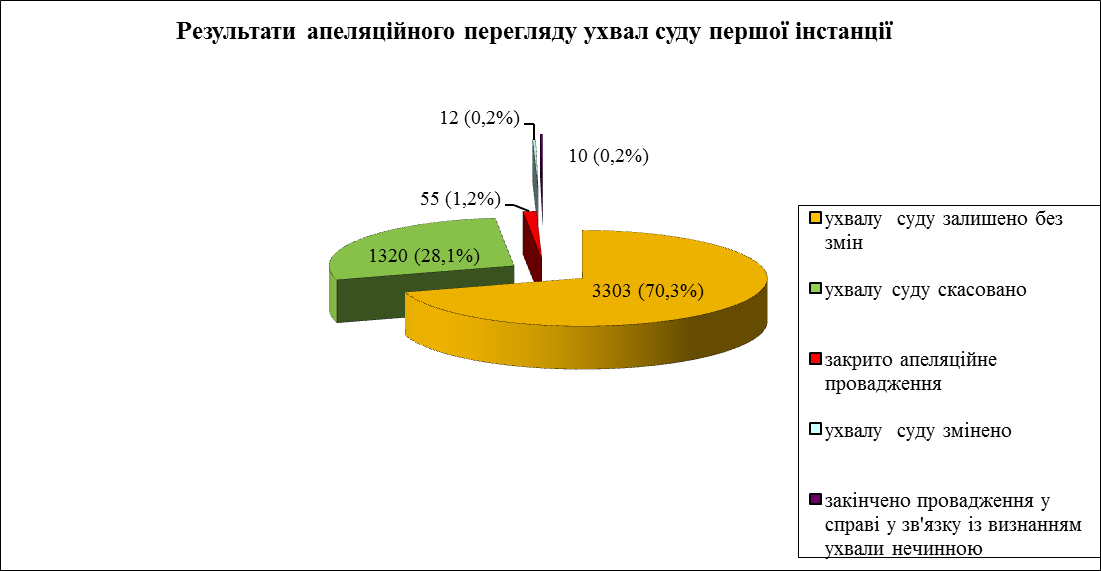 Результати апеляційного перегляду ухвал суду першої інстанції
12 (0,2%)
10 (0,2%)
55 (1,2%)
1320 (28,1%)
3303 (70,3%)
ухвалу суду залишено без
змін
ухвалу суду скасовано
закрито апеляційне
провадження
ухвалу суду змінено
закінчено провадження у
справі у зв'язку із визнанням
ухвали нечинною